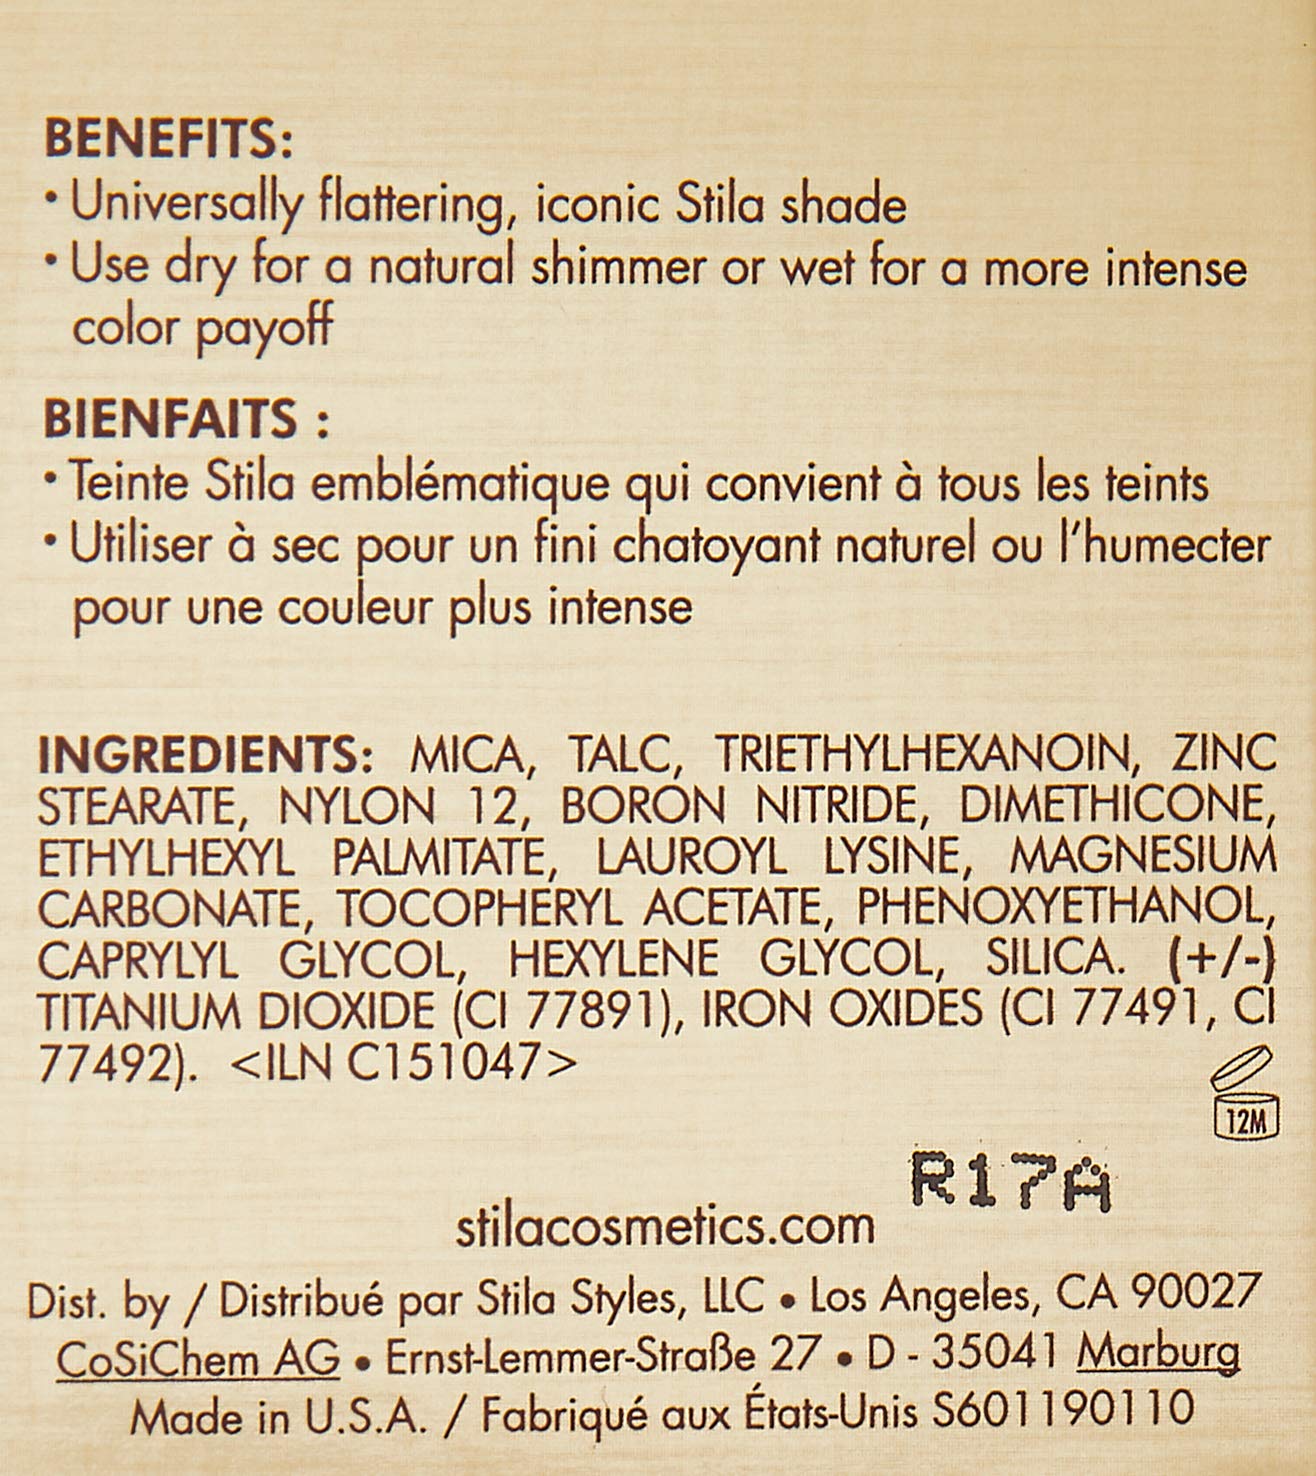 BENEFITS:
• Universally flattering, iconic Stila shade
• Use dry for a natural shimmer or wet for a more intense
color payoff
BIENFAITS :
• Teinte Stila emblématique qui convient à tous les teints
• Utiliser à sec pour un fini chatoyant naturel ou l'humecter
pour une couleur plus intense
INGREDIENTS: MICA, TALC, TRIETHYLHEXANOIN, ZINC
STEARATE, NYLON 12, BORON NITRIDE, DIMETHICONE,
ETHYLHEXYL PALMITATE, LAUROYL LYSINE, MAGNESIUM
CARBONATE, TOCOPHERYL ACETATE, PHENOXYETHANOL,
CAPRYLYL GLYCOL, HEXYLENE GLYCOL, SILICA. (+/-)
TITANIUM DIOXIDE (CI 77891), IRON OXIDES (CI 77491, CI
77492). <ILN C151047>
12M
R17A
stilacosmetics.com
Dist. by / Distribué par Stila Styles, LLC • Los Angeles, CA 90027
CoSiChem AG • Ernst-Lemmer-Straße 27 • D - 35041 Marburg
Made in U.S.A. / Fabriqué aux États-Unis S601190110